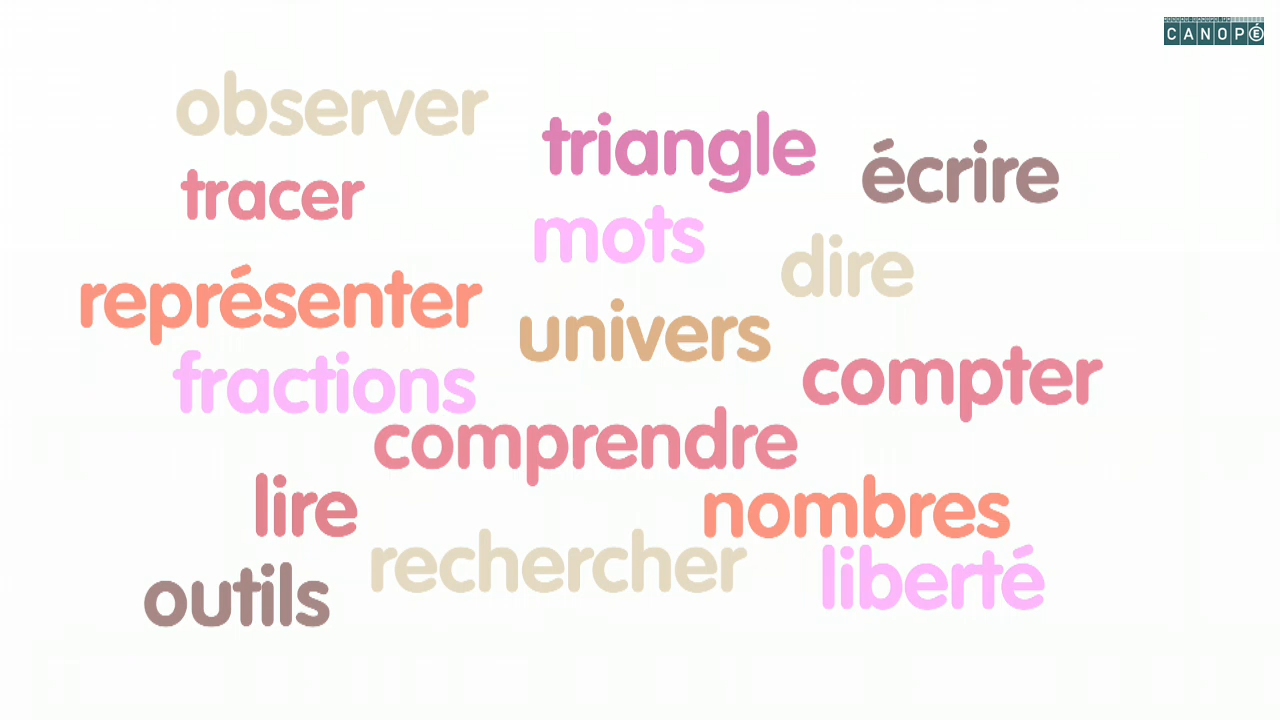 CANOPÉ
observer
triangle
écrire
tracer
mots
dire
représenter
univers
fractions
compter
comprendre
lire
nombres
rechercher
liberté
outils